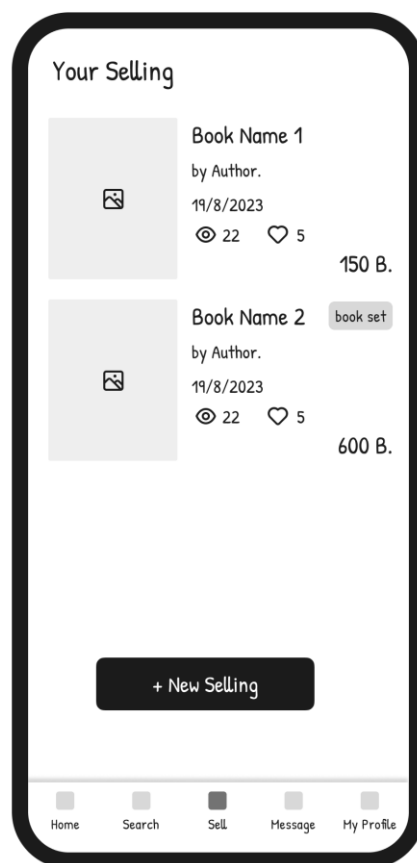 Your Selling
Book Name 1
by Author.
19/8/2023
22 5
150 B.
Book Name 2 book set
by Author.
19/8/2023
22 5
600 B.
+ New Selling
Home Search Sell Message My Profile